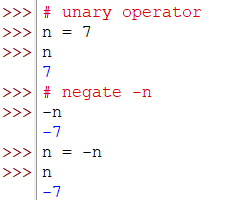 >>> # unary operator
>>> n = 7
>>> n
7
>>> # negate -n
>>> -n
-7
>>> n = -n
>>> n
-7